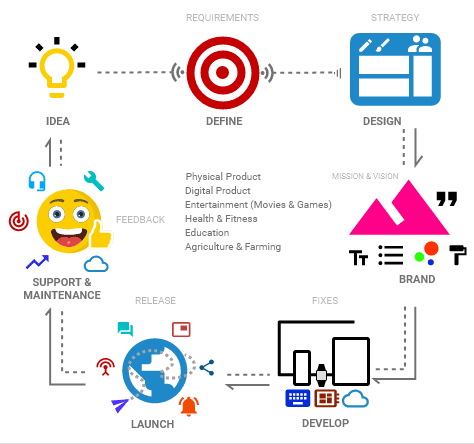 REQUIREMENTS
STRATEGY
IDEA
DEFINE
DESIGN
Physical Product
Digital Product
Entertainment (Movies & Games)
Health & Fitness
Education
Agriculture & Farming
MISSION & VISION
FEEDBACK
TT
BRAND
SUPPORT &
MAINTENANCE
RELEASE
FIXES
LAUNCH
DEVELOP